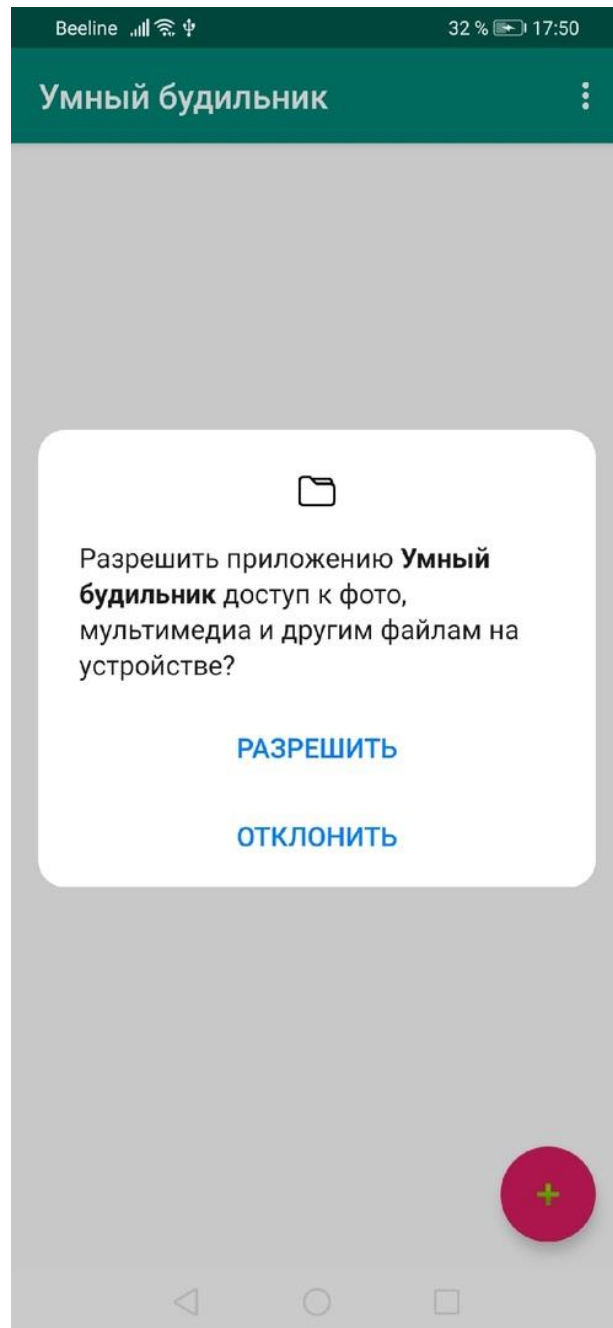 Beeline 32 % 17:50
Умный будильник
Разрешить приложению Умный
будильник доступ к фото,
мультимедиа и другим файлам на
устройстве?
РАЗРЕШИТЬ
ОТКЛОНИТЬ